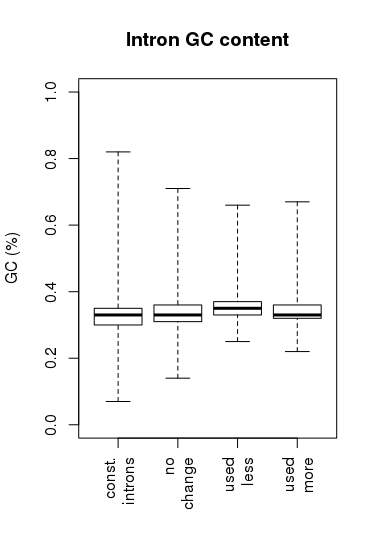 Intron GC content
GC (%)
1.0
0.8
0.6
0.4
0.2
0.0
const.
introns
no
change
used
less
used
more